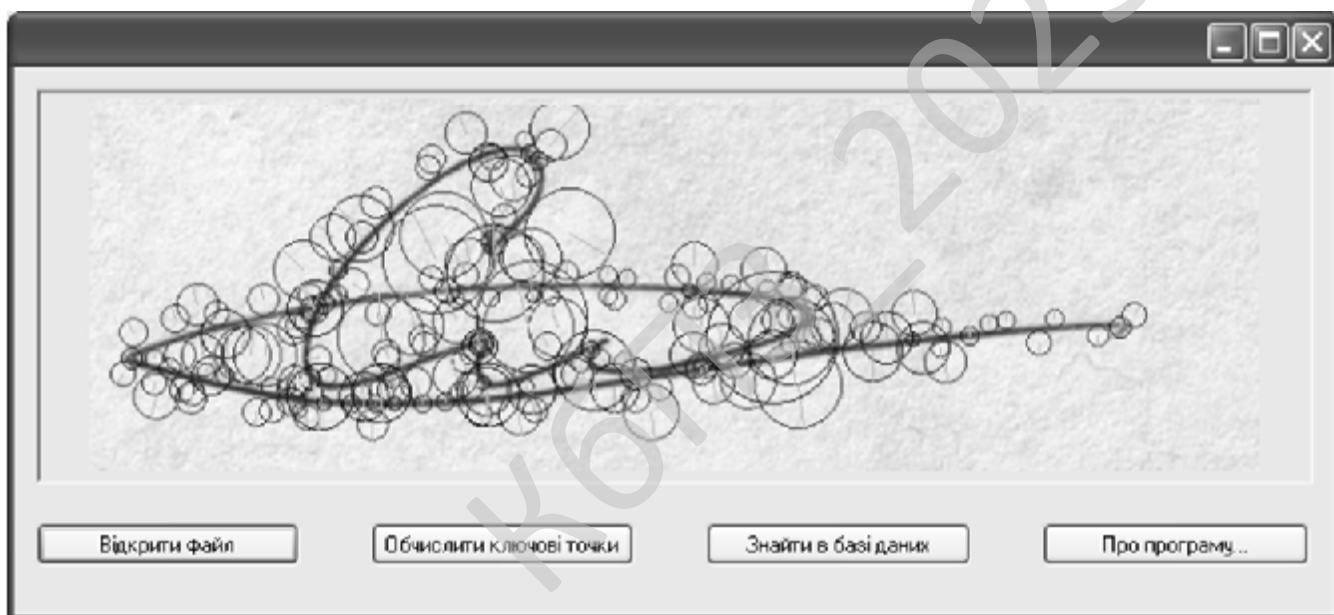 Відкрити файл
Обчислити ключові точки
Знайти в базі даних
Про програму...